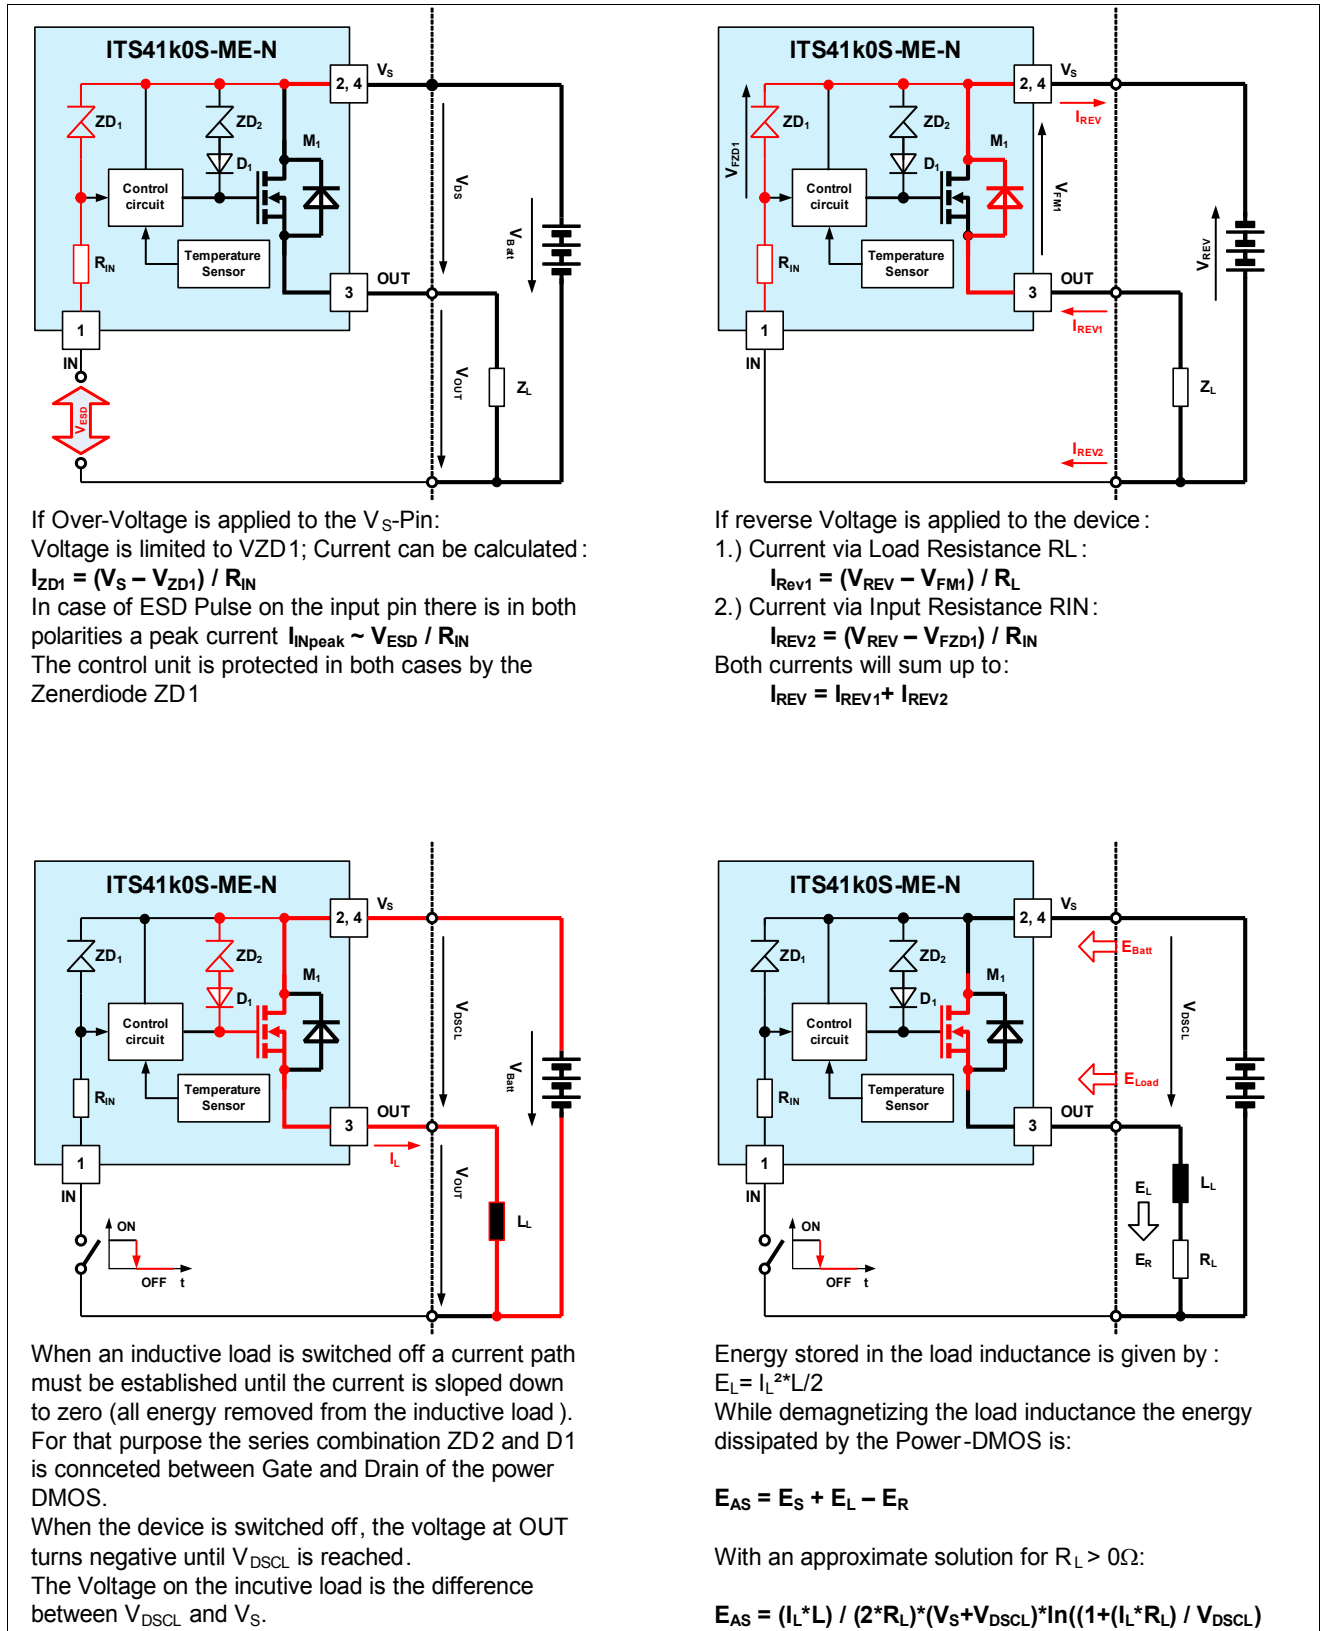 ITS41k0S-ME-N
2, 4
VS
ZD1
ZD2
M1
D1
VDS
Control
circuit
VBatt
RIN
Temperature
Sensor
OUT
3
1
IN
VESD
VOUT
ZL
If Over-Voltage is applied to the VS-Pin:
Voltage is limited to VZD1; Current can be calculated:
IZD1 = (VS – VZD1) / RIN
In case of ESD Pulse on the input pin there is in both
polarities a peak current IINpeak ~ VESD / RIN
The control unit is protected in both cases by the
Zenerdiode ZD1
ITS41k0S-ME-N
2, 4
VS
IREV
VFZD1
ZD1
ZD2
M1
D1
VFM1
Control
circuit
VREV
RIN
Temperature
Sensor
OUT
3
IREV1
1
IN
ZL
IREV2
If reverse Voltage is applied to the device:
1.) Current via Load Resistance RL:
IRev1 = (VREV – VFM1) / RL
2.) Current via Input Resistance RIN:
IREV2 = (VREV – VFZD1) / RIN
Both currents will sum up to:
IREV = IREV1+ IREV2
ITS41k0S-ME-N
2, 4
VS
ZD1
ZD2
M1
D1
VDSCL
Control
circuit
VBatt
RIN
Temperature
Sensor
OUT
3
IL
1
IN
VOUT
LL
ON
OFF t
When an inductive load is switched off a current path
must be established until the current is sloped down
to zero (all energy removed from the inductive load ).
For that purpose the series combination ZD2 and D1
is connceted between Gate and Drain of the power
DMOS.
When the device is switched off, the voltage at OUT
turns negative until VDSCL is reached.
The Voltage on the incutive load is the difference
between VDSCL and VS.
ITS41k0S-ME-N
2, 4
VS
EBatt
ZD1
ZD2
M1
D1
VDSCL
Control
circuit
ELoad
RIN
Temperature
Sensor
OUT
3
1
IN
EL
LL
ER
RL
ON
OFF t
Energy stored in the load inductance is given by :
EL= IL²*L/2
While demagnetizing the load inductance the energy
dissipated by the Power-DMOS is:
EAS = ES + EL – ER
With an approximate solution for RL > 0Ω:
EAS = (IL*L) / (2*RL)*(VS+VDSCL)*ln((1+(IL*RL) / VDSCL)